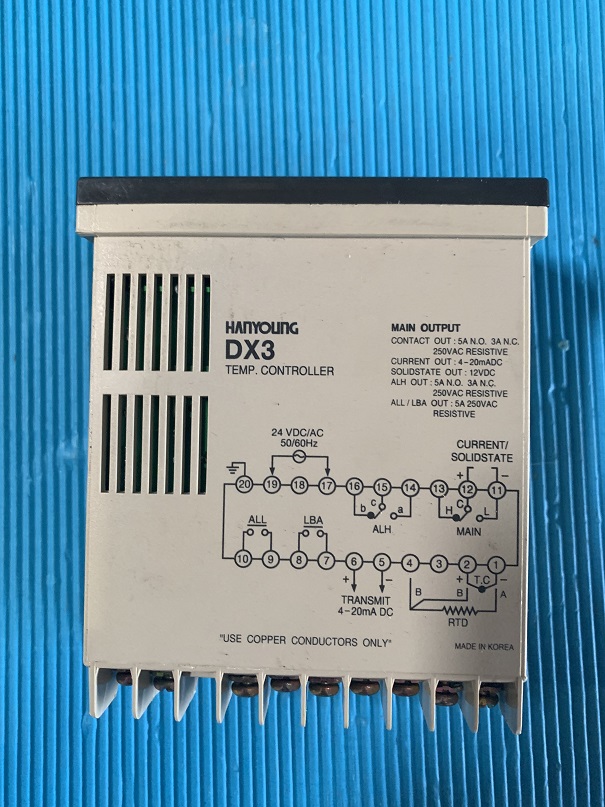 HANYOUNG
DX3
TEMP. CONTROLLER
MAIN OUTPUT
CONTACT OUT : 5A N.O. 3A N.C.
250VAC RESISTIVE
CURRENT OUT : 4-20mADC
SOLIDSTATE OUT : 12VDC
ALH OUT : 5A N.O. 3A N.C.
250VAC RESISTIVE
ALL / LBA OUT : 5A 250VAC
RESISTIVE
24 VDC/AC
50/60Hz
CURRENT/
SOLIDSTATE
+ -
20 19 18 17 16 15 14 13 12 11
b c a H C L
ALH MAIN
ALL LBA
10 9 8 7 6 5 4 3 2 1
+ - + T.C -
B B A
TRANSMIT
4-20mA DC
RTD
"USE COPPER CONDUCTORS ONLY"
MADE IN KOREA